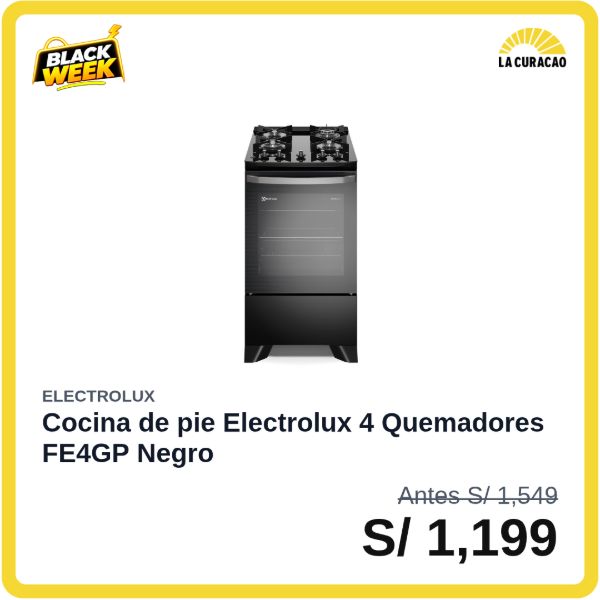 BLACK
WEEK
LA CURACAO
ELECTROLUX
Cocina de pie Electrolux 4 Quemadores
FE4GP Negro
Antes S/ 1,549
S/ 1,199